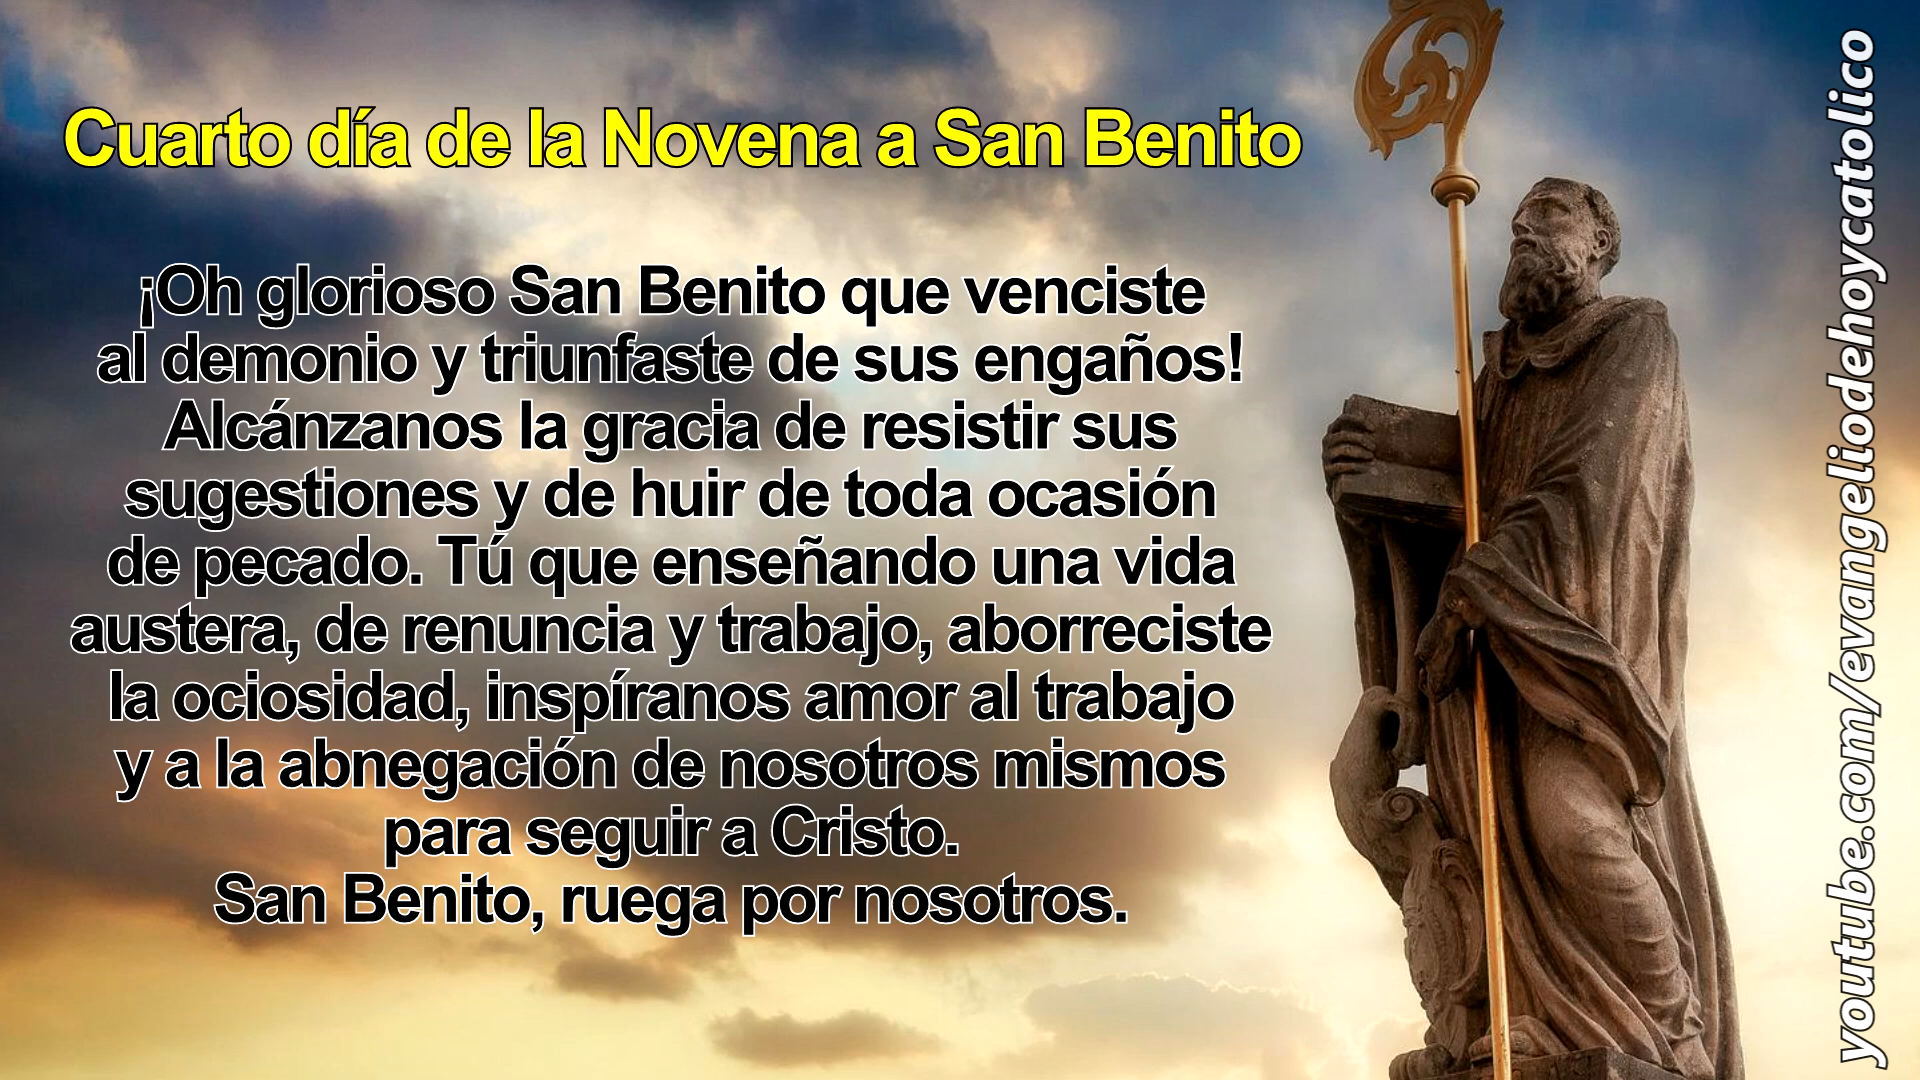 Cuarto día de la Novena a San Benito
¡Oh glorioso San Benito que venciste
al demonio y triunfaste de sus engaños!
Alcánzanos la gracia de resistir sus
sugestiones y de huir de toda ocasión
de pecado. Tú que enseñando una vida
austera, de renuncia y trabajo, aborreciste
la ociosidad, inspíranos amor al trabajo
y a la abnegación de nosotros mismos
para seguir a Cristo.
San Benito, ruega por nosotros.
youtube.com/evangeliodehoycatolico